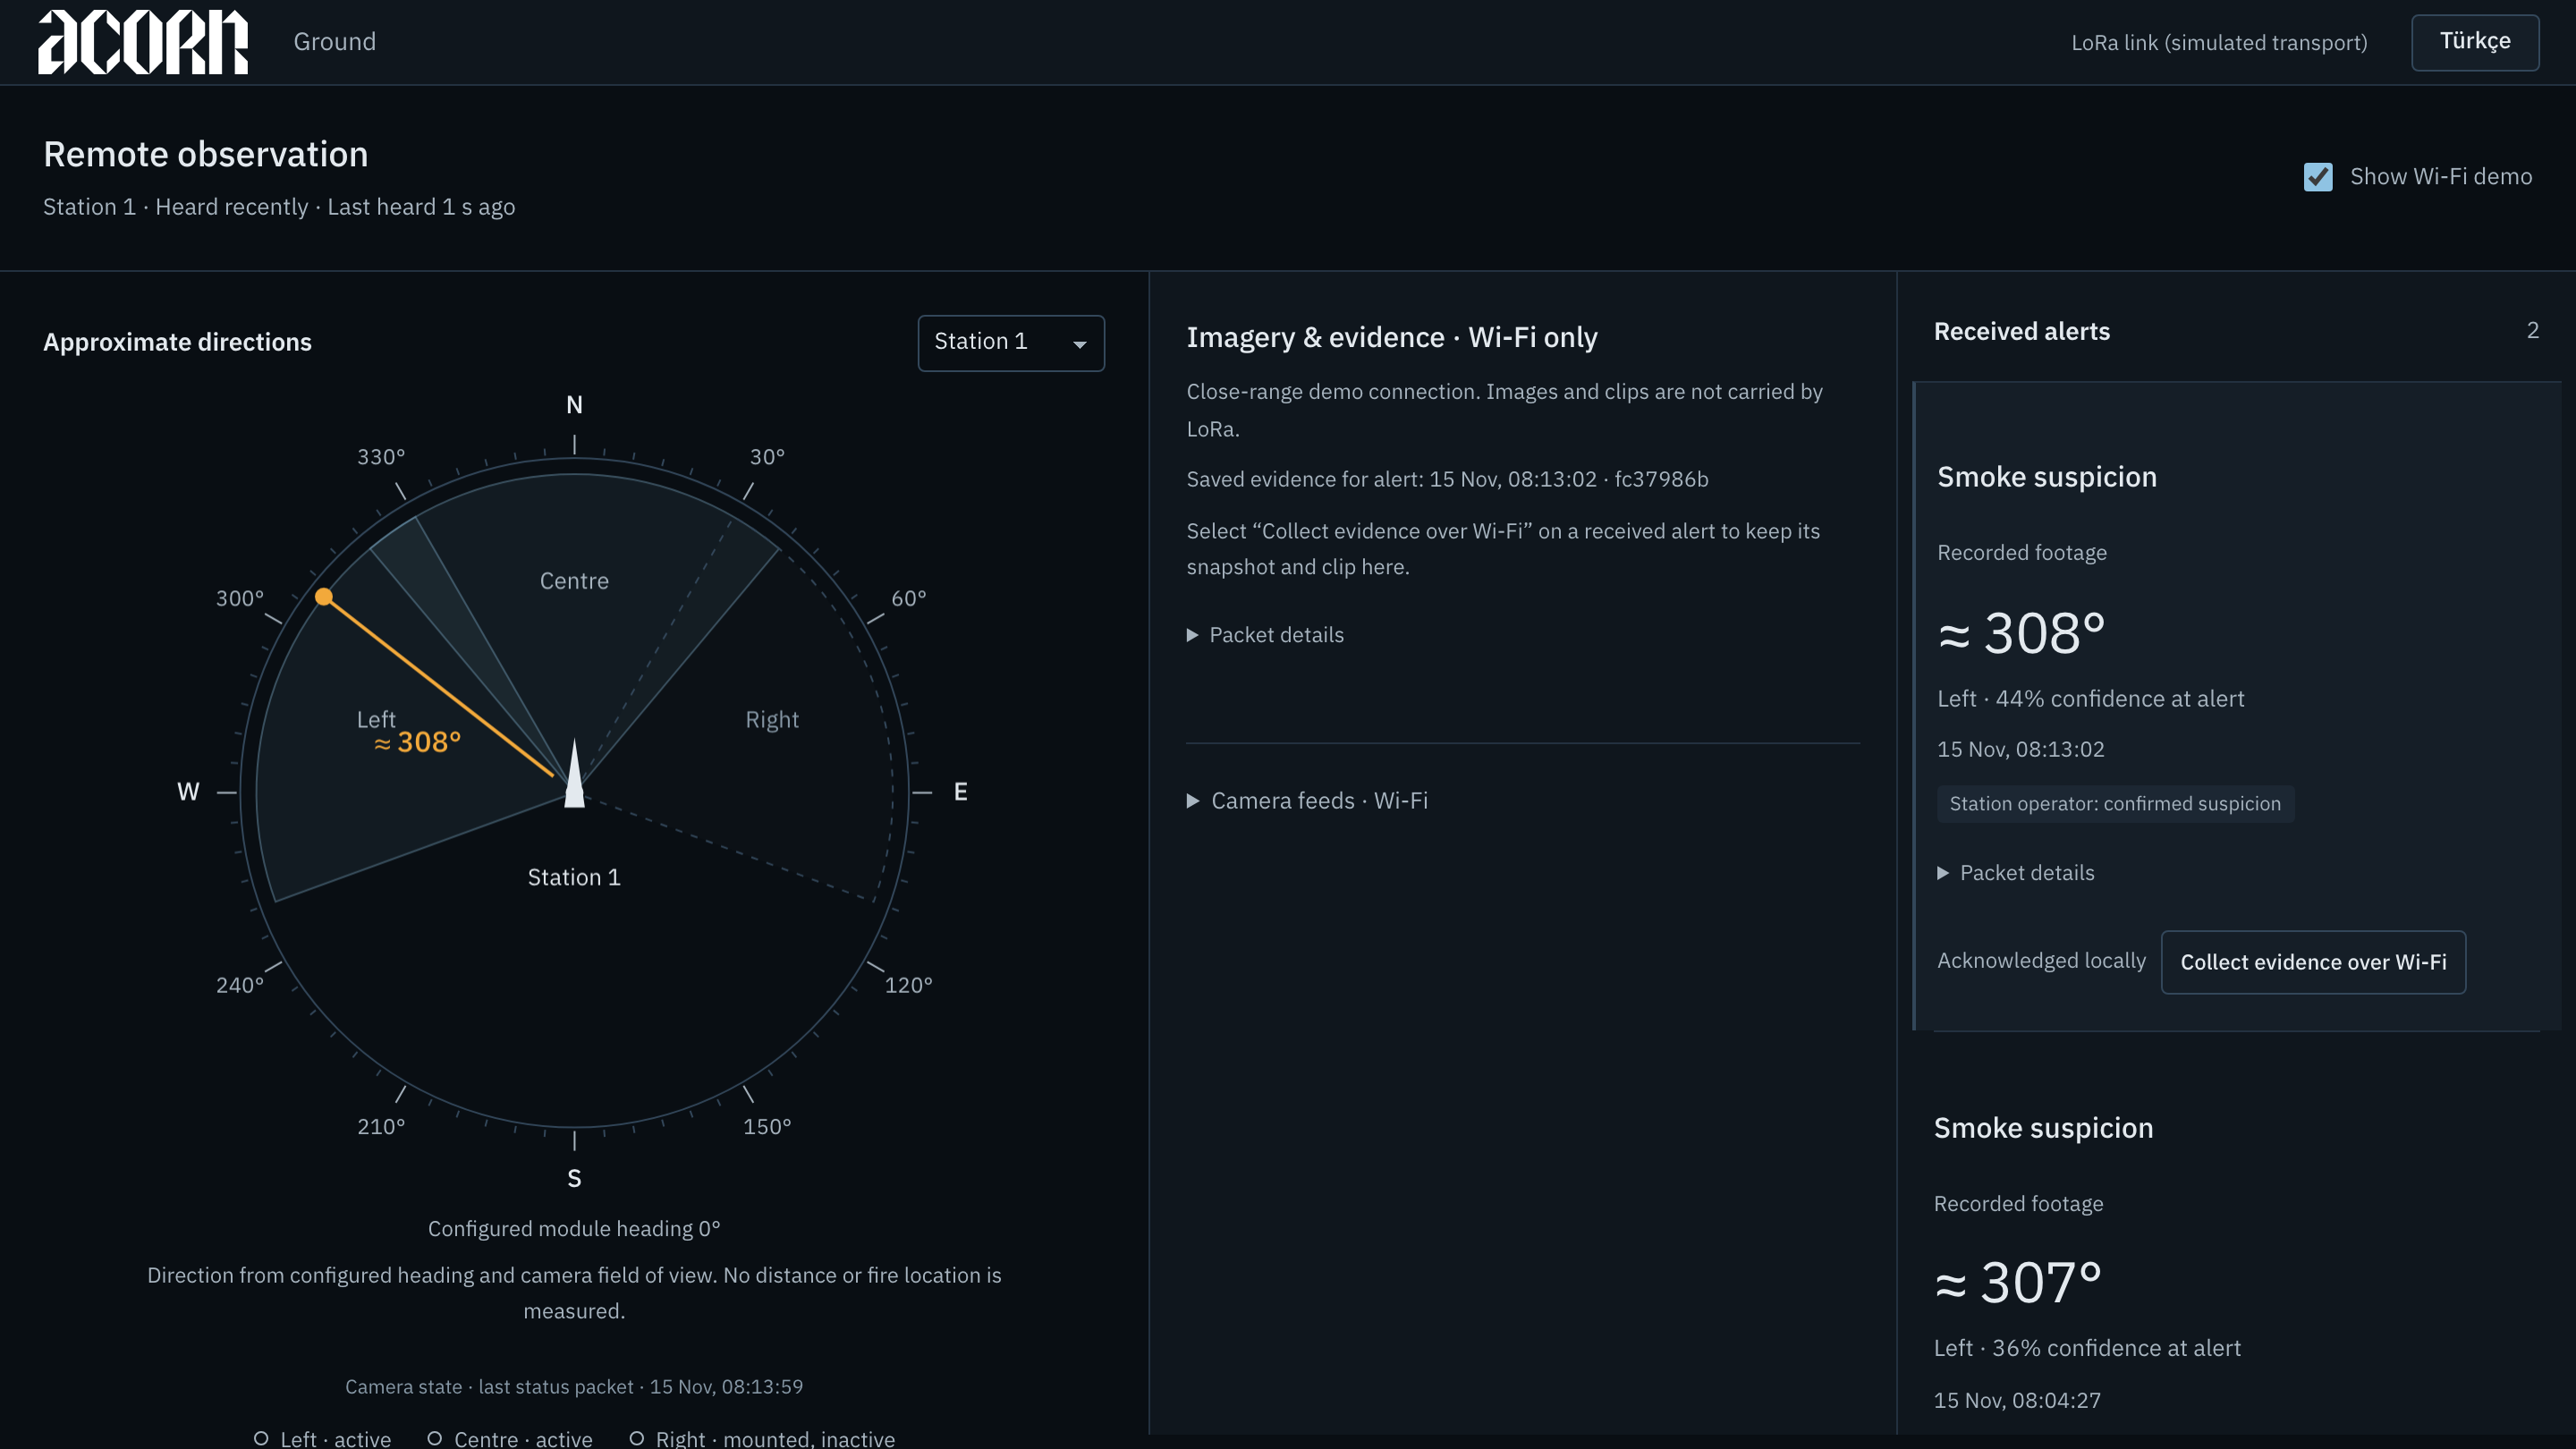 acorn
Ground
LoRa link (simulated transport)
Türkçe
Remote observation
Station 1 · Heard recently · Last heard 1 s ago
Show Wi-Fi demo
Approximate directions
Station 1
N
330°
30°
300°
60°
Centre
Left
≈ 308°
Right
W
E
Station 1
240°
120°
210°
150°
S
Configured module heading 0°
Direction from configured heading and camera field of view. No distance or fire location is
measured.
Camera state · last status packet · 15 Nov, 08:13:59
Left · active
Centre · active
Right · mounted, inactive
Imagery & evidence · Wi-Fi only
Close-range demo connection. Images and clips are not carried by
LoRa.
Saved evidence for alert: 15 Nov, 08:13:02 · fc37986b
Select “Collect evidence over Wi-Fi” on a received alert to keep its
snapshot and clip here.
Packet details
Camera feeds · Wi-Fi
Received alerts
2
Smoke suspicion
Recorded footage
≈ 308°
Left · 44% confidence at alert
15 Nov, 08:13:02
Station operator: confirmed suspicion
Packet details
Acknowledged locally
Collect evidence over Wi-Fi
Smoke suspicion
Recorded footage
≈ 307°
Left · 36% confidence at alert
15 Nov, 08:04:27